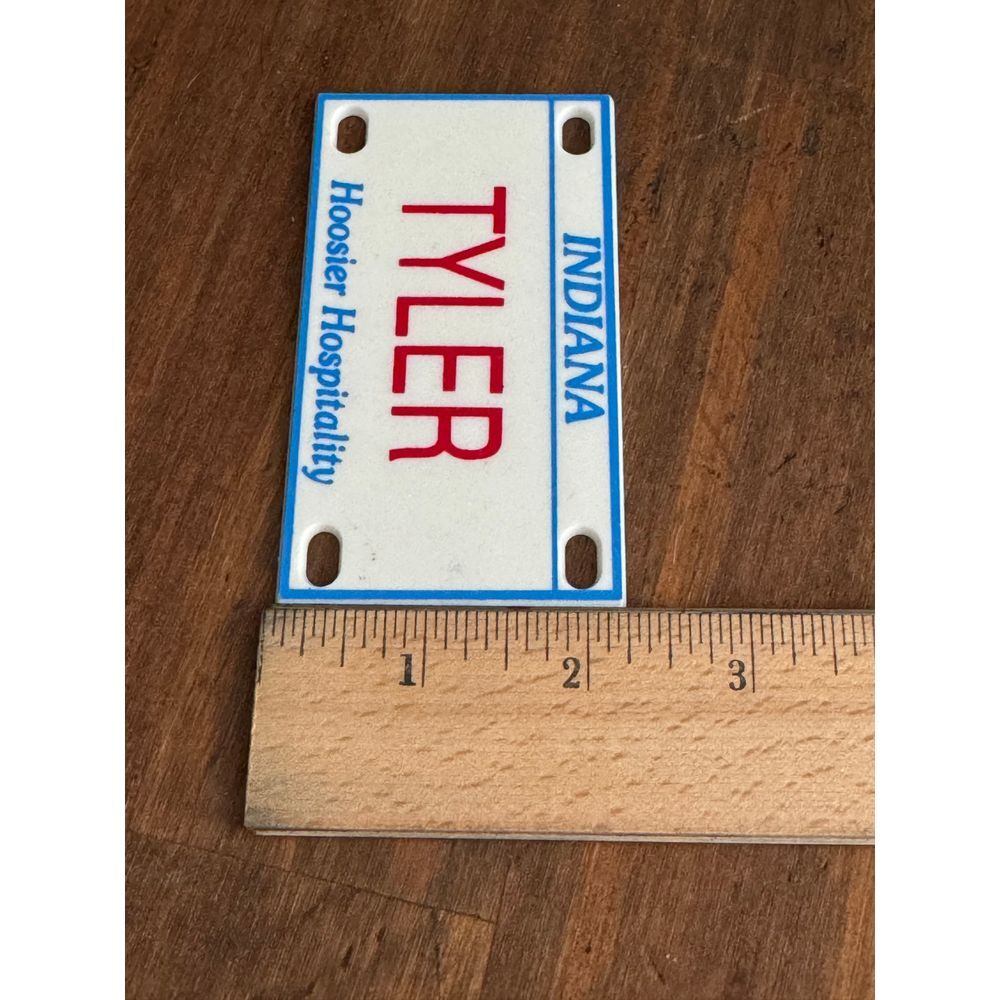 INDIANA
TYLER
Hoosier Hospitality
1 2 3